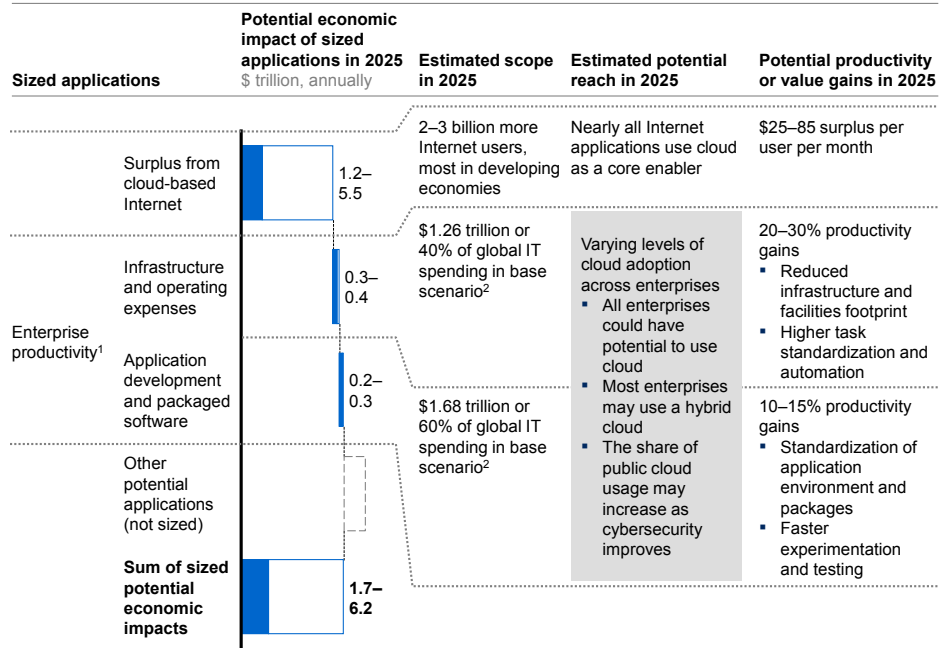 Sized applications
Potential economic
impact of sized
applications in 2025
$ trillion, annually
Estimated scope
in 2025
Estimated potential
reach in 2025
Potential productivity
or value gains in 2025
Surplus from
cloud-based
Internet
1.2–
5.5
2–3 billion more
Internet users,
most in developing
economies
Nearly all Internet
applications use cloud
as a core enabler
$25–85 surplus per
user per month
Enterprise
productivity1
Infrastructure
and operating
expenses
0.3–
0.4
$1.26 trillion or
40% of global IT
spending in base
scenario2
Varying levels of
cloud adoption
across enterprises
▪ All enterprises
could have
potential to use
cloud
▪ Most enterprises
may use a hybrid
cloud
▪ The share of
public cloud
usage may
increase as
cybersecurity
improves
20–30% productivity
gains
▪ Reduced
infrastructure and
facilities footprint
▪ Higher task
standardization and
automation
Application
development
and packaged
software
0.2–
0.3
$1.68 trillion or
60% of global IT
spending in base
scenario2
10–15% productivity
gains
▪ Standardization of
application
environment and
packages
▪ Faster
experimentation
and testing
Other
potential
applications
(not sized)
Sum of sized
potential
economic
impacts
1.7–
6.2